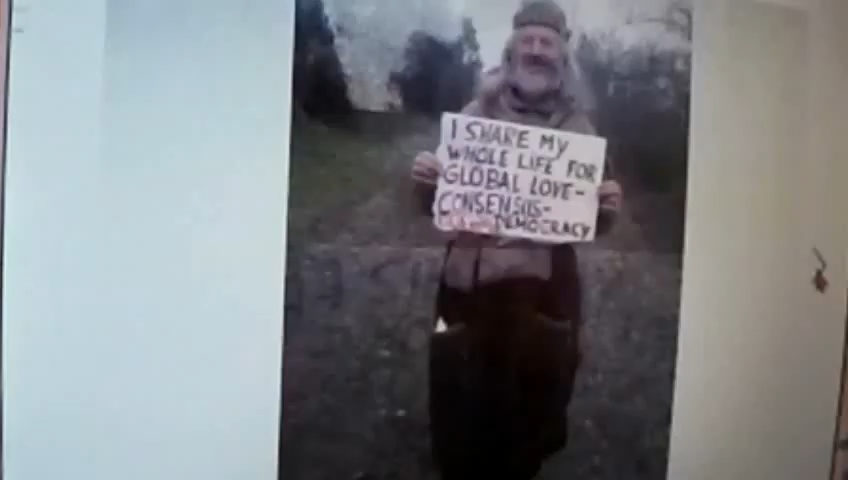 I SHARE MY
WHOLE LIFE FOR
GLOBAL LOVE-
CONSENSUS-
DEMOCRACY